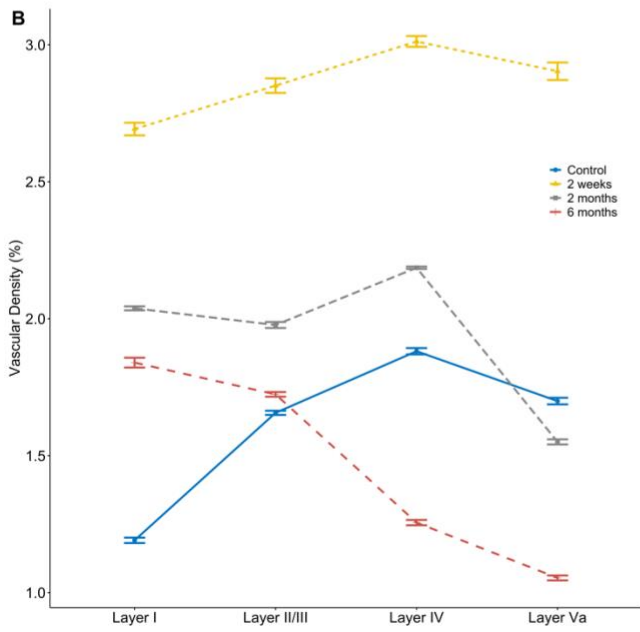 B
3.0
2.5
2.0
1.5
1.0
Vascular Density (%)
Control
2 weeks
2 months
6 months
Layer I Layer II/III Layer IV Layer Va